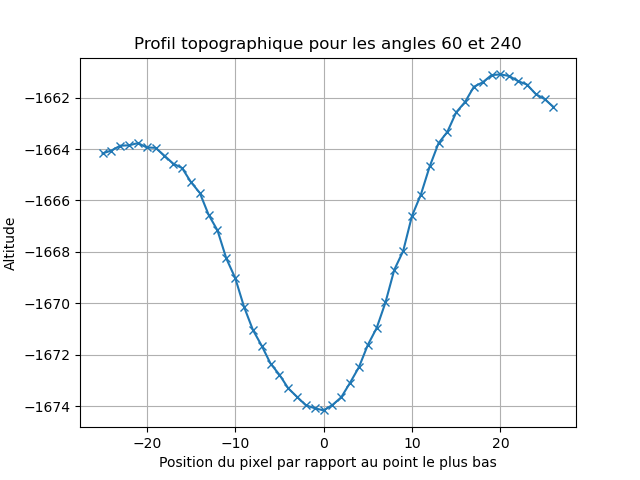 Profil topographique pour les angles 60 et 240
Altitude
−1662
−1664
−1666
−1668
−1670
−1672
−1674
−20 −10 0 10 20
Position du pixel par rapport au point le plus bas